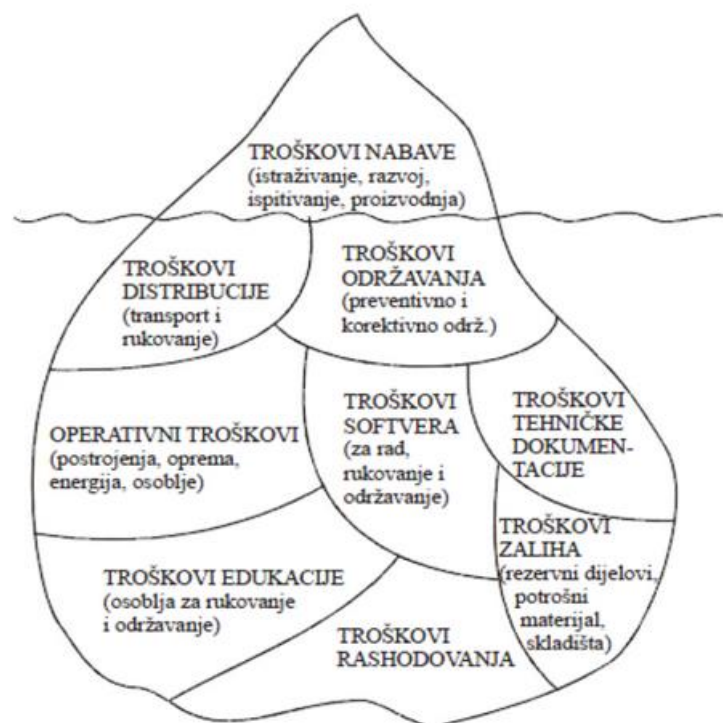 TROŠKOVI NABAVE
(istraživanje, razvoj,
ispitivanje, proizvodnja)
TROŠKOVI
DISTRIBUCIJE
(transport i
rukovanje)
TROŠKOVI
ODRŽAVANJA
(preventivno i
korektivno održ.)
OPERATIVNI TROŠKOVI
(postrojenja, oprema,
energija, osoblje)
TROŠKOVI
SOFTVERA
(za rad,
rukovanje i
održavanje)
TROŠKOVI
TEHNIČKE
DOKUMEN-
TACIJE
TROŠKOVI EDUKACIJE
(osoblja za rukovanje
i održavanje)
TROŠKOVI
RASHODOVANJA
TROŠKOVI
ZALIHA
(rezervni dijelovi,
potrošni
materijal,
skladišta)